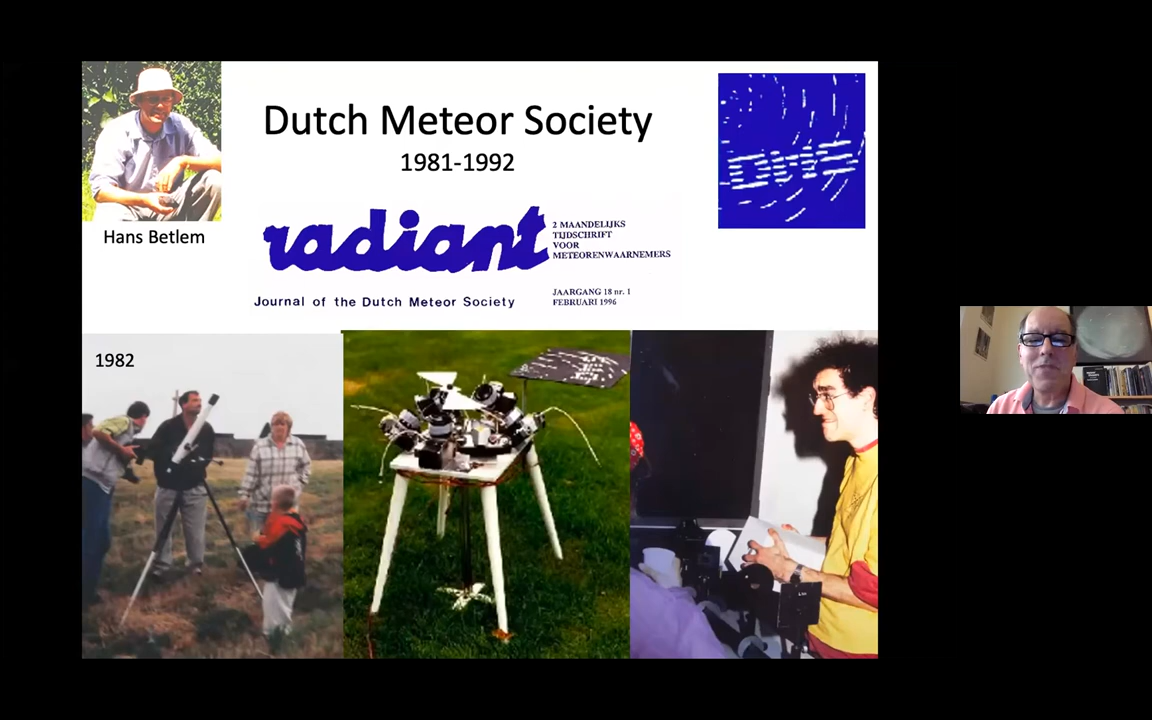 Dutch Meteor Society
1981-1992
DMS
Hans Betlem
radiant
2 MAANDELIJKS
TIJDSCHRIFT
VOOR
METEORENWAARNEMERS
Journal of the Dutch Meteor Society
JAARGANG 18 nr. 1
FEBRUARI 1996
1982